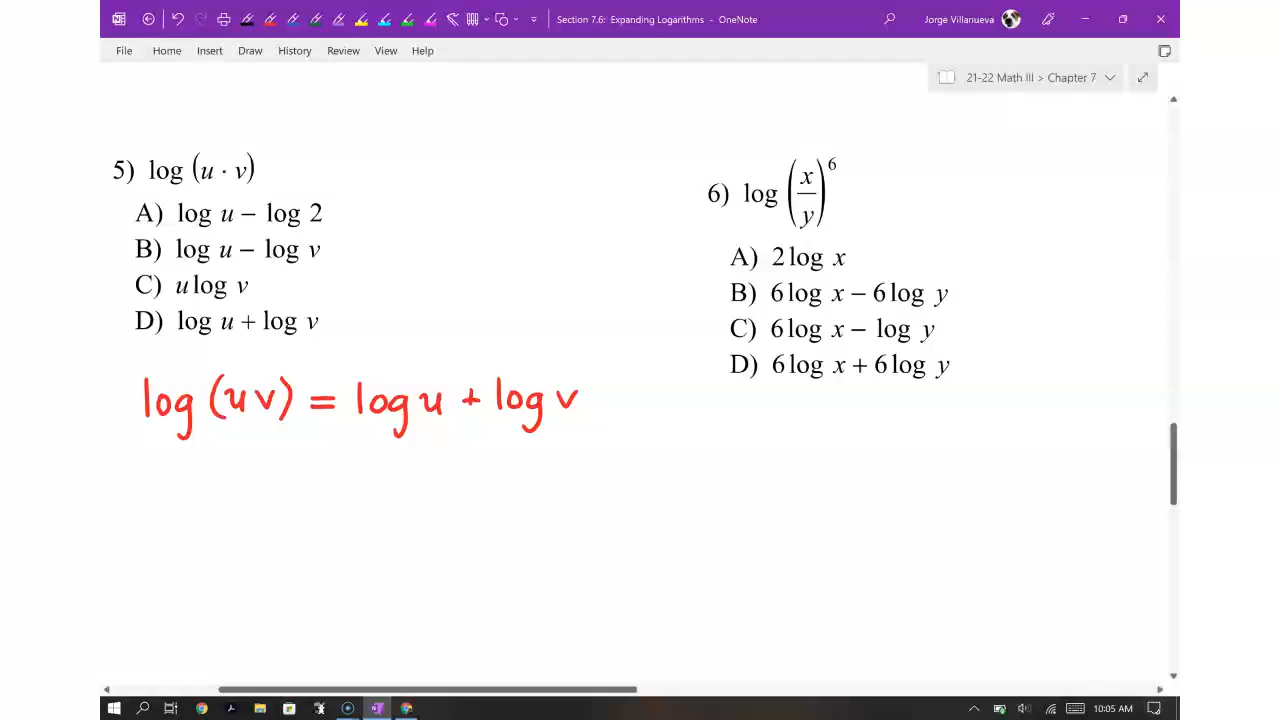 Section 7.6: Expanding Logarithms - OneNote
Jorge Villanueva
File Home Insert Draw History Review View Help
21-22 Math III > Chapter 7
5) log (u · v)
A) log u − log 2
B) log u − log v
C) u log v
D) log u + log v
log (uv) = log u + log v
6) log (x/y)^6
A) 2 log x
B) 6 log x − 6 log y
C) 6 log x − log y
D) 6 log x + 6 log y
10:05 AM